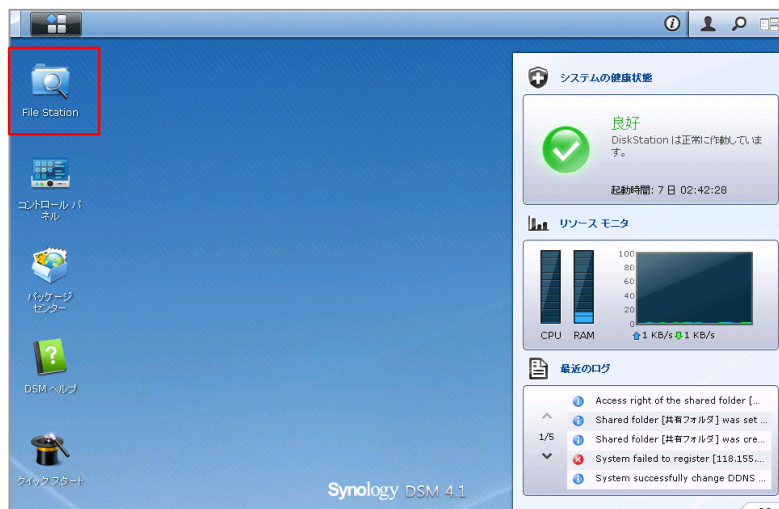 File Station
コントロール パ
ネル
パッケージ
センター
DSM ヘルプ
クイック スタート
システムの健康状態
良好
DiskStation は正常に作動していま
す。
起動時間: 7 日 02:42:28
リソース モニタ
100
80
60
40
20
0
CPU RAM 1 KB/s 1 KB/s
最近のログ
Access right of the shared folder [...
Shared folder [共有フォルダ] was set ...
1/5
Shared folder [共有フォルダ] was cre...
System failed to register [118.155....
System successfully change DDNS ...
Synology DSM 4.1